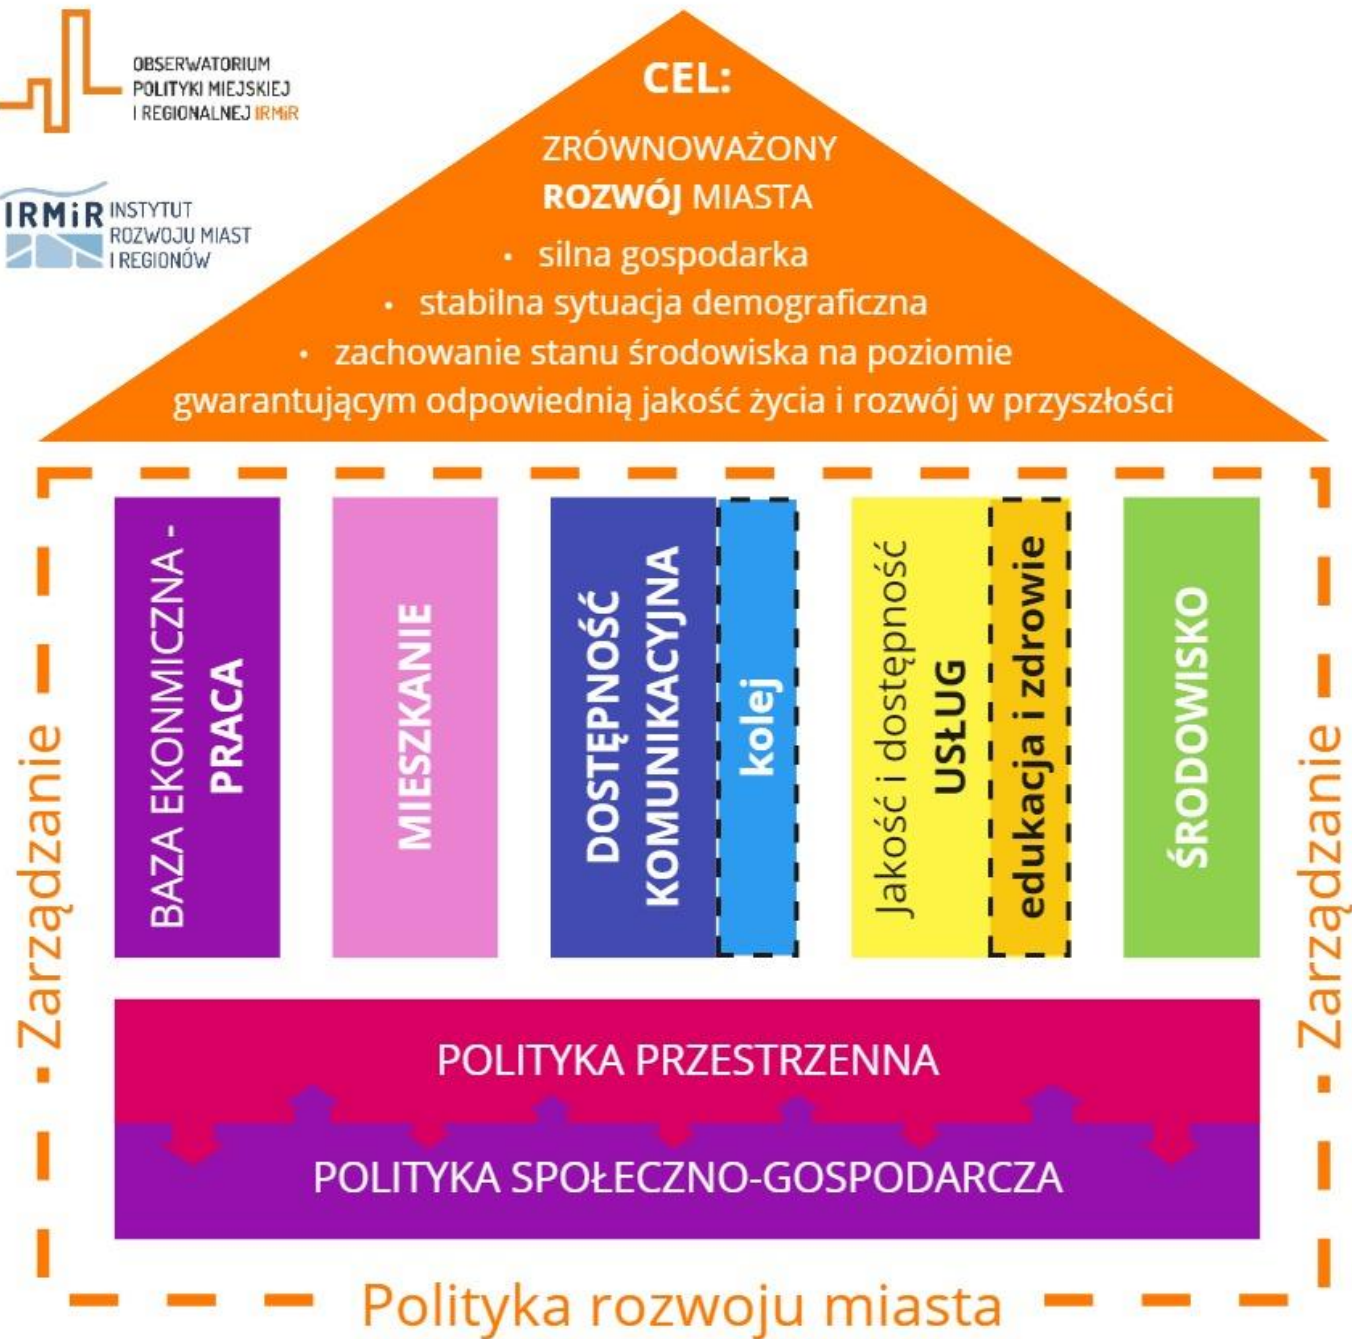 OBSERWATORIUM
POLITYKI MIEJSKIEJ
I REGIONALNEJ IRMiR
IRMiR INSTYTUT
ROZWOJU MIAST
I REGIONÓW
CEL:
ZRÓWNOWAŻONY
ROZWÓJ MIASTA
• silna gospodarka
• stabilna sytuacja demograficzna
• zachowanie stanu środowiska na poziomie
gwarantującym odpowiednią jakość życia i rozwój w przyszłości
Zarządzanie
BAZA EKONIMICZNA -
PRACA
MIESZKANIE
DOSTĘPNOŚĆ
KOMUNIKACYJNA
kolej
Jakość i dostępność
USŁUG
edukacja i zdrowie
ŚRODOWISKO
Zarządzanie
POLITYKA PRZESTRZENNA
POLITYKA SPOŁECZNO-GOSPODARCZA
Polityka rozwoju miasta